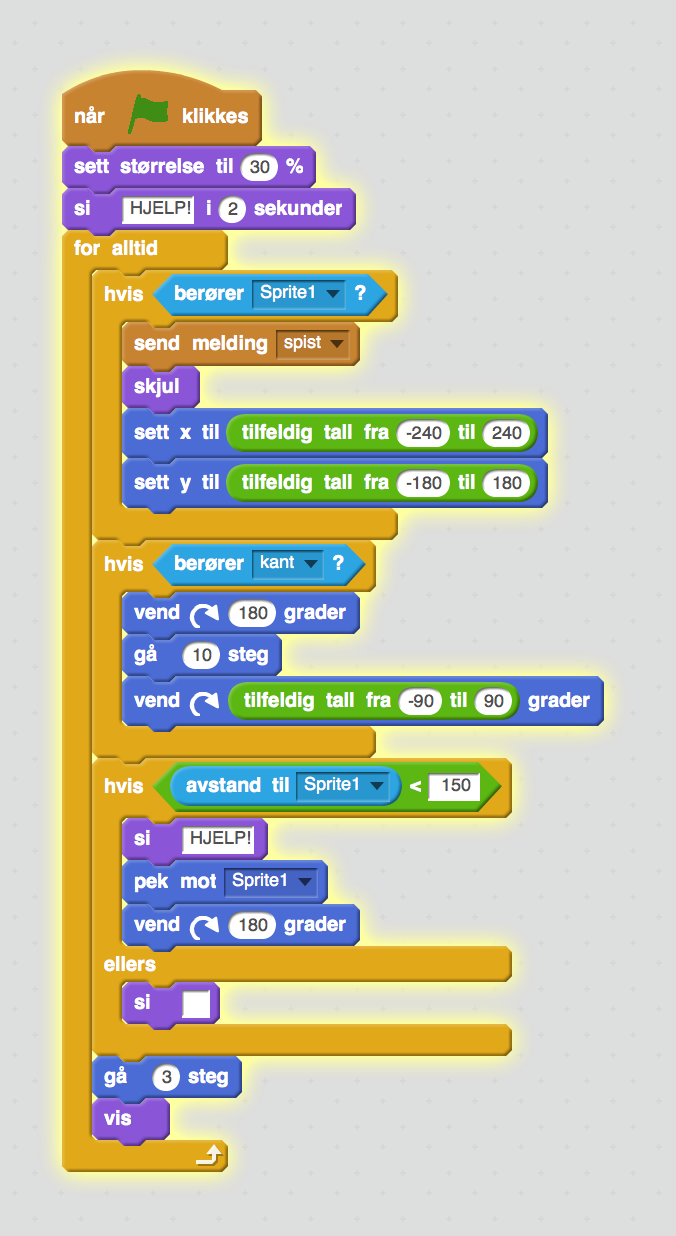 når klikkes
sett størrelse til 30 %
si HJELP! i 2 sekunder
for alltid
hvis berører Sprite1 ?
send melding spist
skjul
sett x til tilfeldig tall fra -240 til 240
sett y til tilfeldig tall fra -180 til 180
hvis berører kant ?
vend 180 grader
gå 10 steg
vend tilfeldig tall fra -90 til 90 grader
hvis avstand til Sprite1 < 150
si HJELP!
pek mot Sprite1
vend 180 grader
ellers
si
gå 3 steg
vis